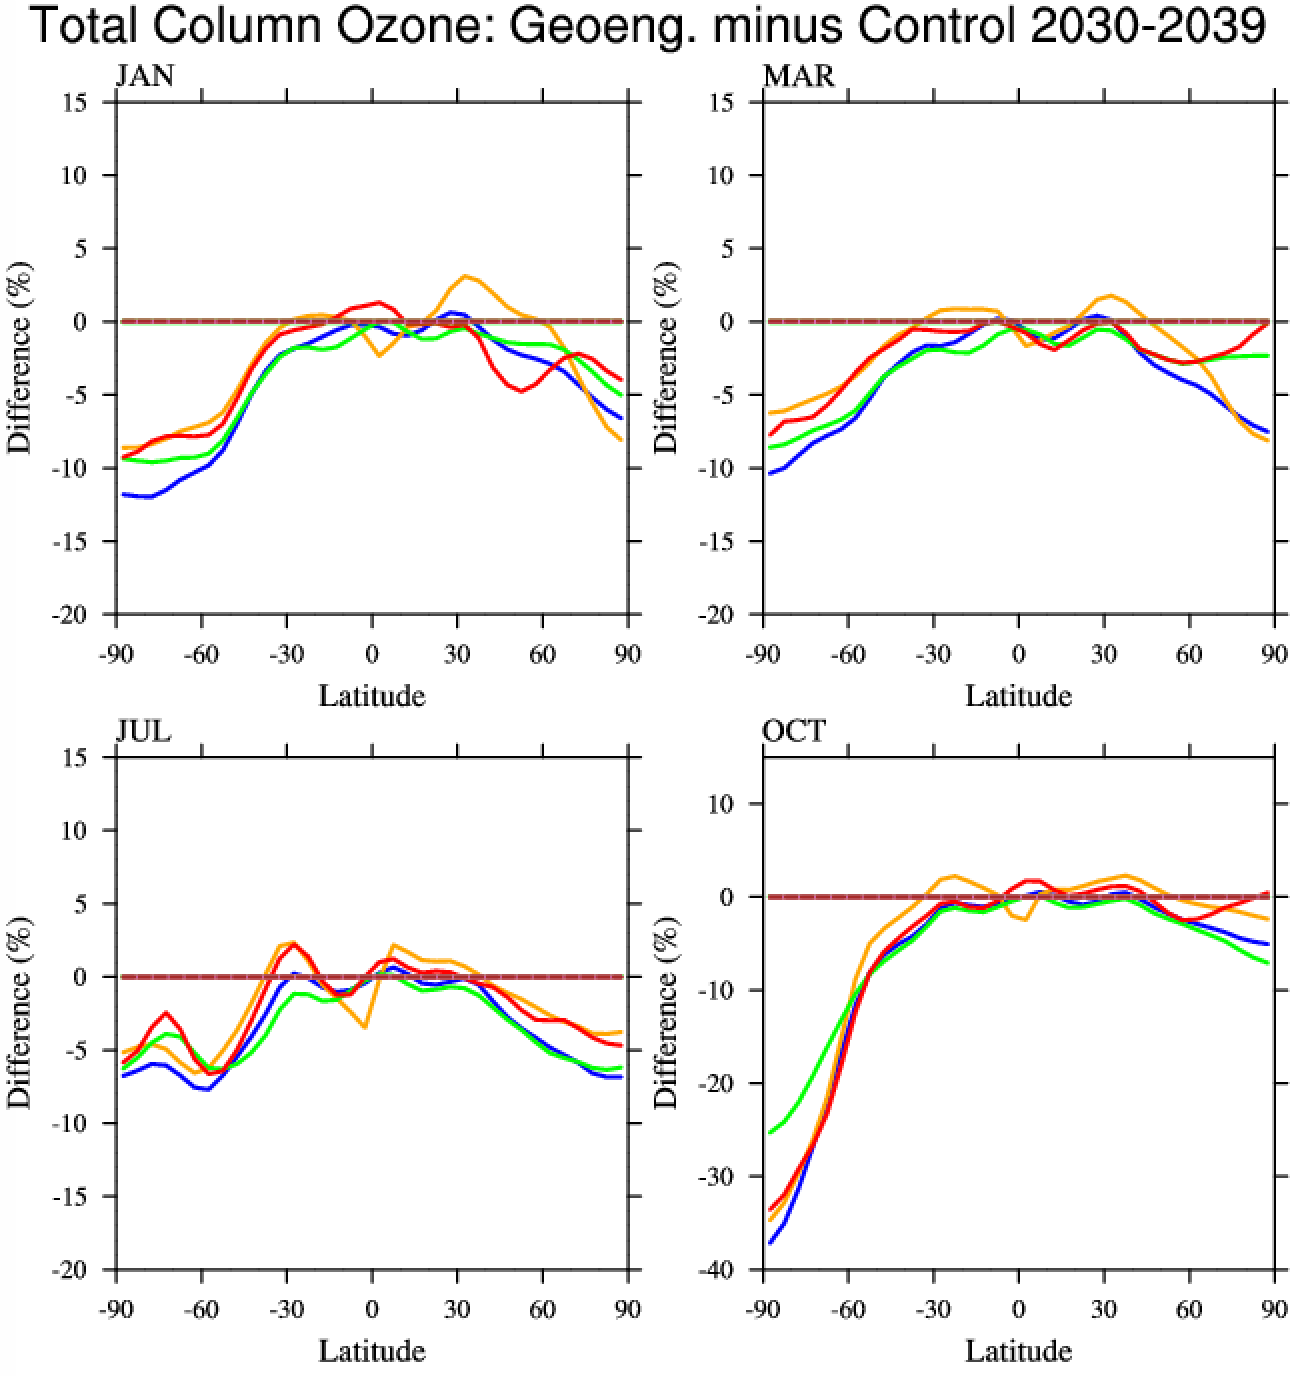 Total Column Ozone: Geoeng. minus Control 2030-2039
JAN
15
10
5
0
-5
-10
-15
-20
Difference (%)
-90 -60 -30 0 30 60 90
Latitude
MAR
15
10
5
0
-5
-10
-15
-20
Difference (%)
-90 -60 -30 0 30 60 90
Latitude
JUL
15
10
5
0
-5
-10
-15
-20
Difference (%)
-90 -60 -30 0 30 60 90
Latitude
OCT
10
0
-10
-20
-30
-40
Difference (%)
-90 -60 -30 0 30 60 90
Latitude